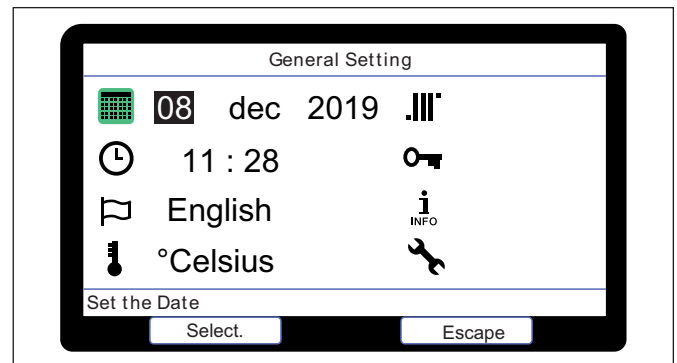 General Setting
08 dec 2019
11 : 28
English
INFO
°Celsius
Set the Date
Select. Escape